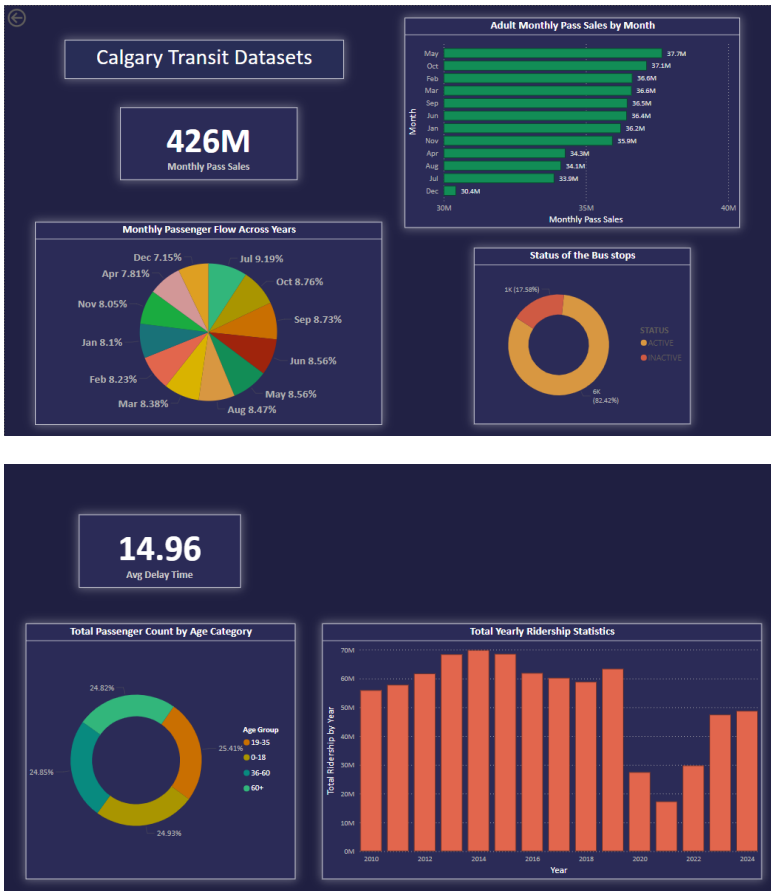 Calgary Transit Datasets
426M
Monthly Pass Sales
Adult Monthly Pass Sales by Month
Month
May 37.7M
Oct 37.1M
Feb 36.6M
Mar 36.6M
Sep 36.5M
Jun 36.4M
Jan 36.2M
Nov 35.9M
Apr 34.3M
Aug 34.1M
Jul 33.9M
Dec 30.4M
30M 35M 40M
Monthly Pass Sales
Monthly Passenger Flow Across Years
Dec 7.15%
Jul 9.19%
Apr 7.81%
Oct 8.76%
Nov 8.05%
Sep 8.73%
Jan 8.1%
Jun 8.56%
Feb 8.23%
May 8.56%
Mar 8.38%
Aug 8.47%
Status of the Bus stops
1K (17.58%)
STATUS
ACTIVE
INACTIVE
6K
(82.42%)
14.96
Avg Delay Time
Total Passenger Count by Age Category
24.82%
25.41%
24.85%
24.93%
Age Group
19-35
0-18
36-60
60+
Total Yearly Ridership Statistics
Total Ridership by Year
70M
60M
50M
40M
30M
20M
10M
0M
2010 2012 2014 2016 2018 2020 2022 2024
Year